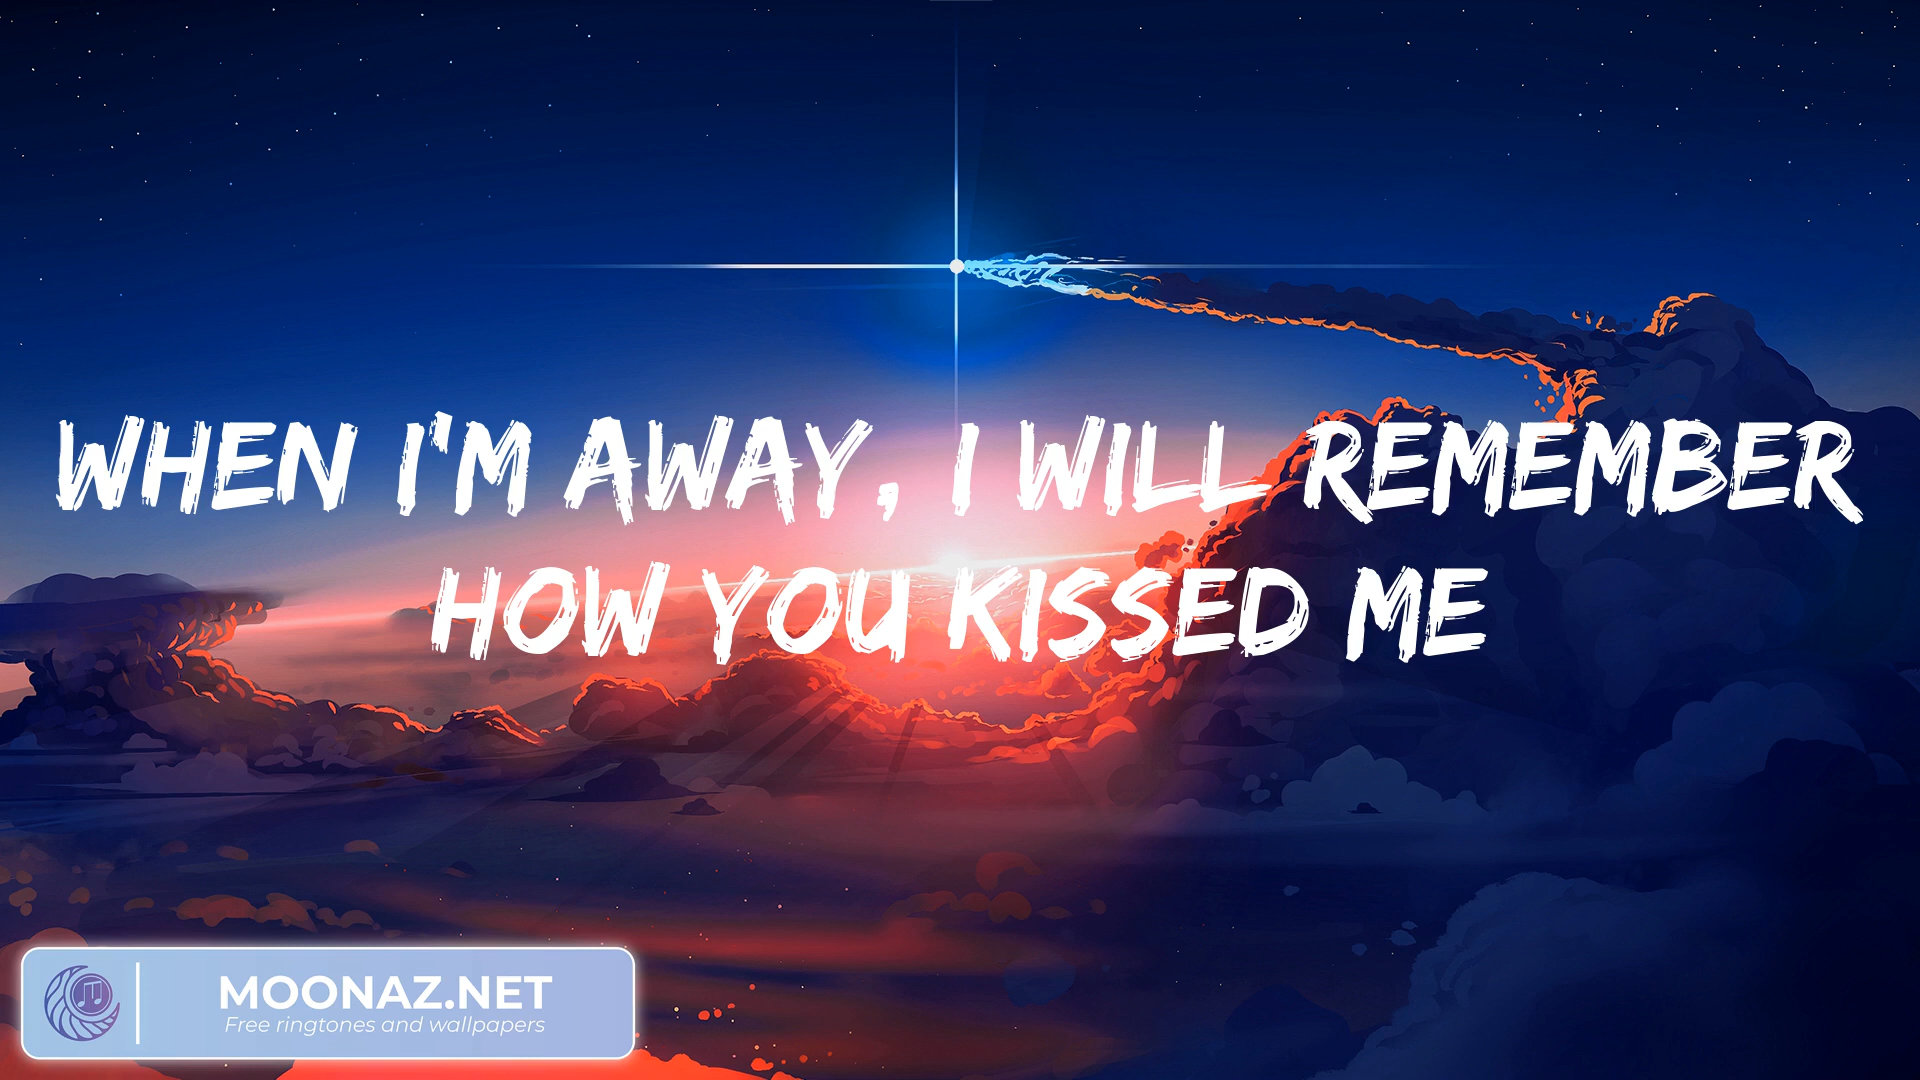 WHEN I'M AWAY, I WILL REMEMBER
HOW YOU KISSED ME
MOONAZ.NET
Free ringtones and wallpapers